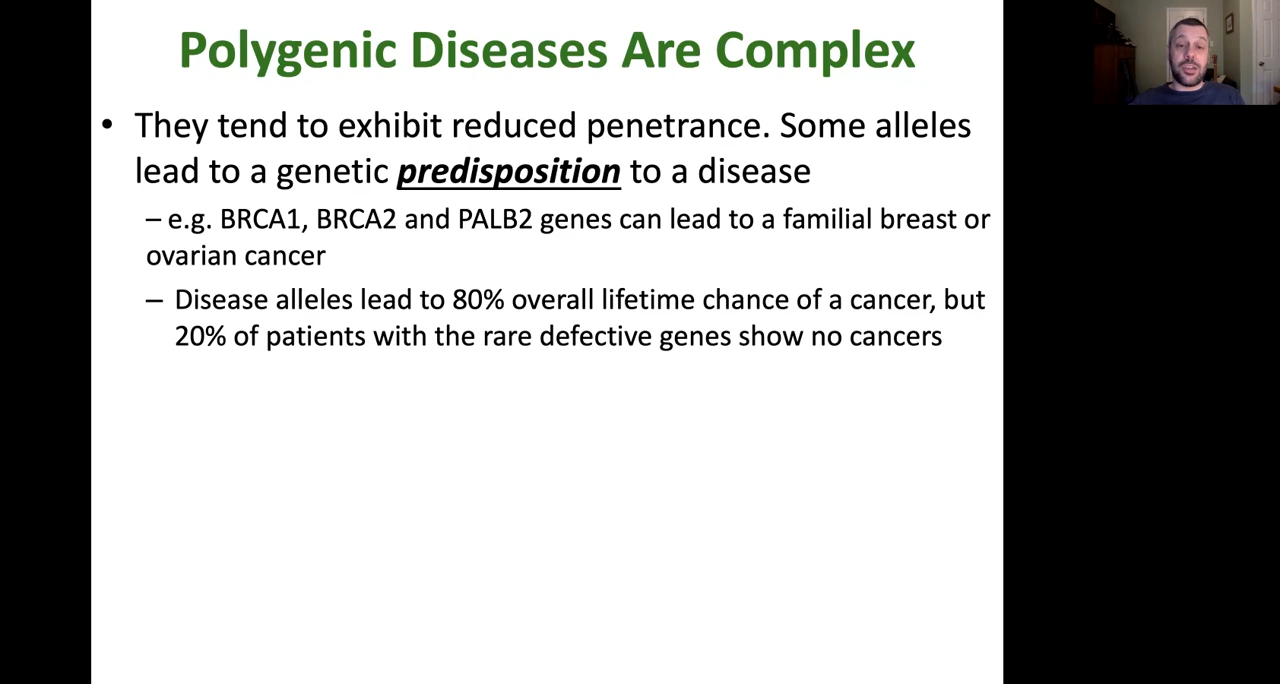 Polygenic Diseases Are Complex
• They tend to exhibit reduced penetrance. Some alleles
lead to a genetic predisposition to a disease
– e.g. BRCA1, BRCA2 and PALB2 genes can lead to a familial breast or
ovarian cancer
– Disease alleles lead to 80% overall lifetime chance of a cancer, but
20% of patients with the rare defective genes show no cancers